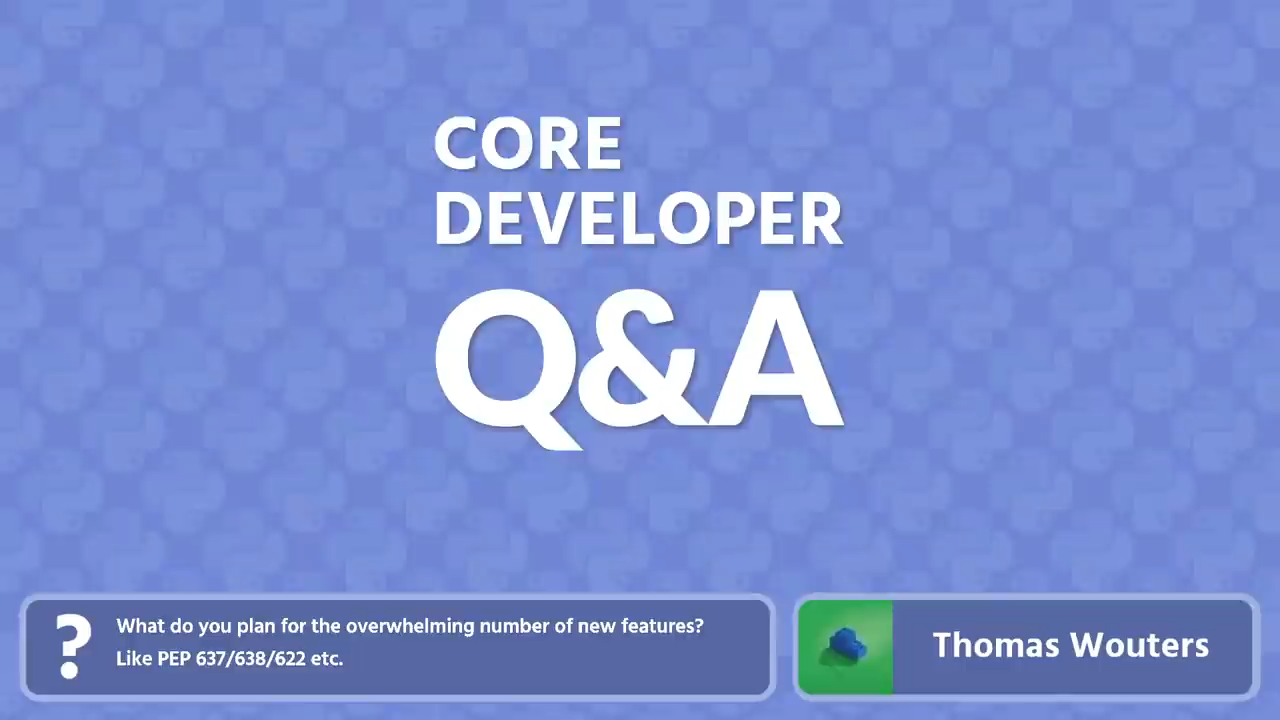 CORE
DEVELOPER
Q&A
?
What do you plan for the overwhelming number of new features?
Like PEP 637/638/622 etc.
Thomas Wouters